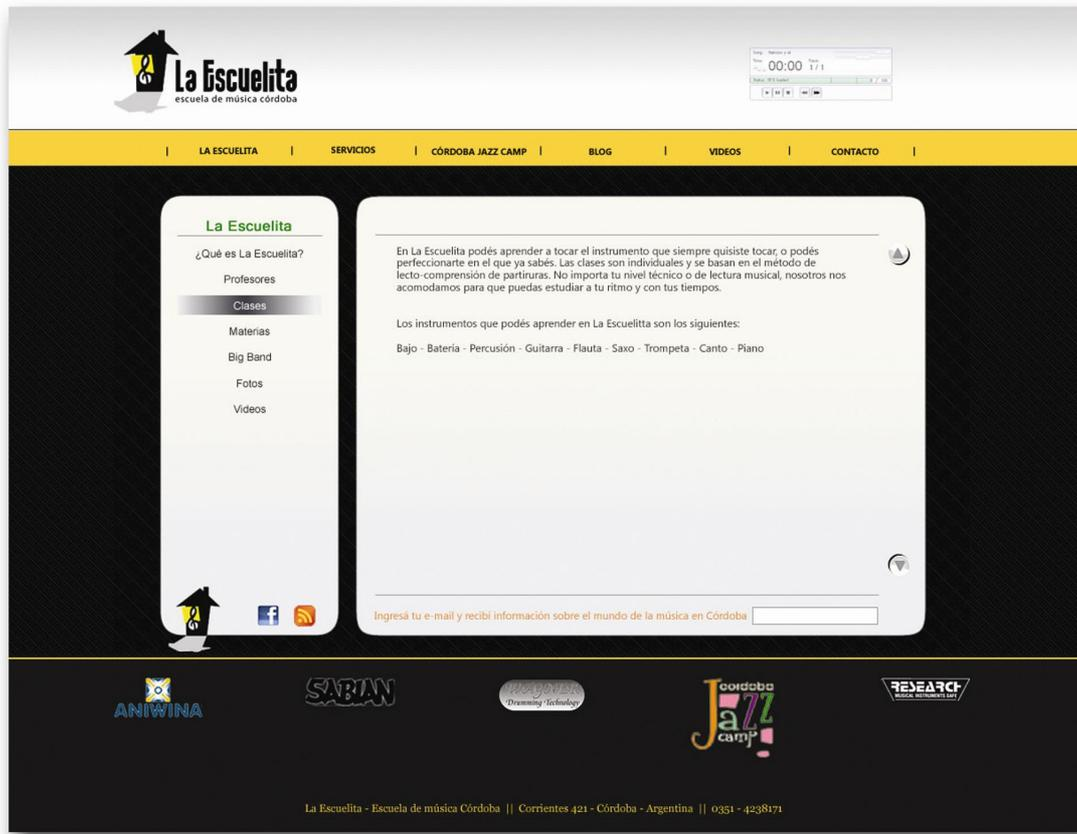 La Escuelita
escuela de música córdoba
00:00
1 / 1
| LA ESCUELITA | SERVICIOS | CÓRDOBA JAZZ CAMP | BLOG | VIDEOS | CONTACTO |
La Escuelita
¿Qué es La Escuelita?
Profesores
Clases
Materias
Big Band
Fotos
Videos
En La Escuelita podés aprender a tocar el instrumento que siempre quisiste tocar, o podés
perfeccionarte en el que ya sabés. Las clases son individuales y se basan en el método de
lecto-comprensión de partiruras. No importa tu nivel técnico o de lectura musical, nosotros nos
acomodamos para que puedas estudiar a tu ritmo y con tus tiempos.
Los instrumentos que podés aprender en La Escuelitta son los siguientes:
Bajo - Batería - Percusión - Guitarra - Flauta - Saxo - Trompeta - Canto - Piano
Ingresá tu e-mail y recibí información sobre el mundo de la música en Córdoba
ANIWINA
SABIAN
WAGNER
Drumming Technology
cordoba
Jazz
camp
RESEARCH
MUSICAL INSTRUMENTS SAFE
La Escuelita - Escuela de música Córdoba || Corrientes 421 - Córdoba - Argentina || 0351 - 4238171